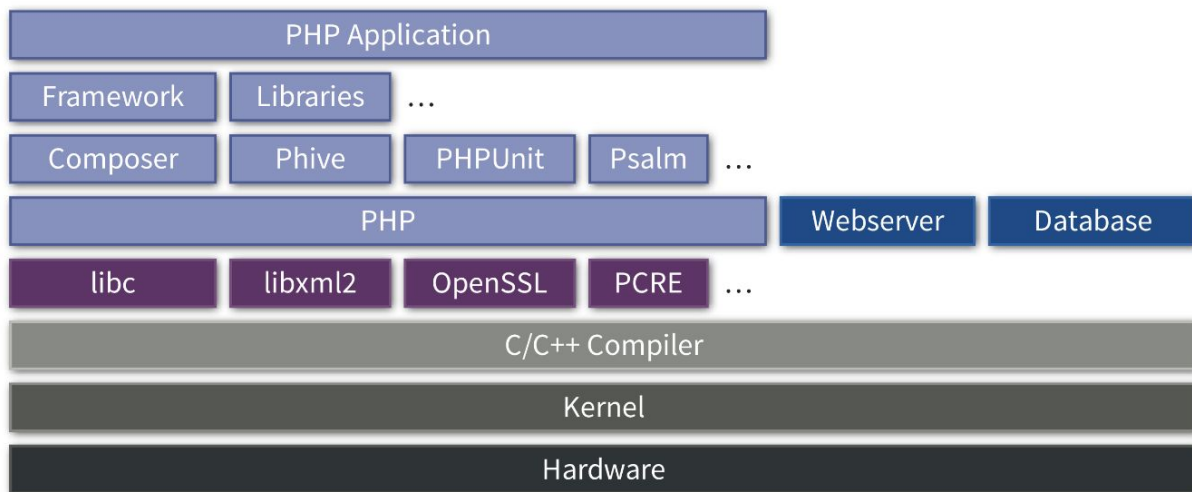 PHP Application
Framework Libraries …
Composer Phive PHPUnit Psalm …
PHP Webserver Database
libc libxml2 OpenSSL PCRE …
C/C++ Compiler
Kernel
Hardware